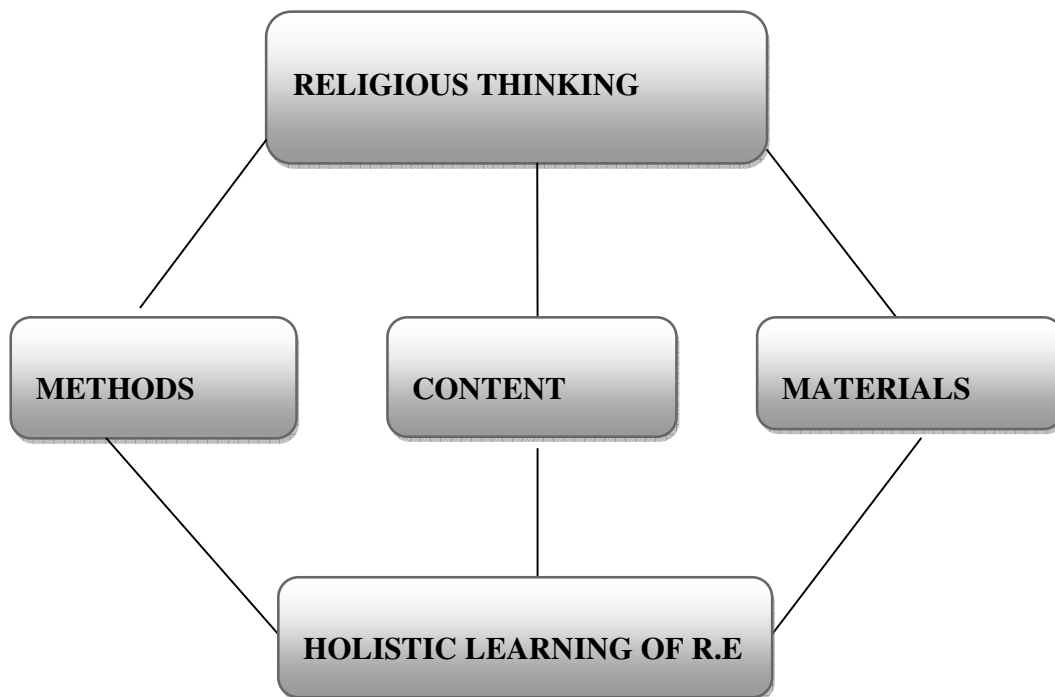 RELIGIOUS THINKING
METHODS
CONTENT
MATERIALS
HOLISTIC LEARNING OF R.E